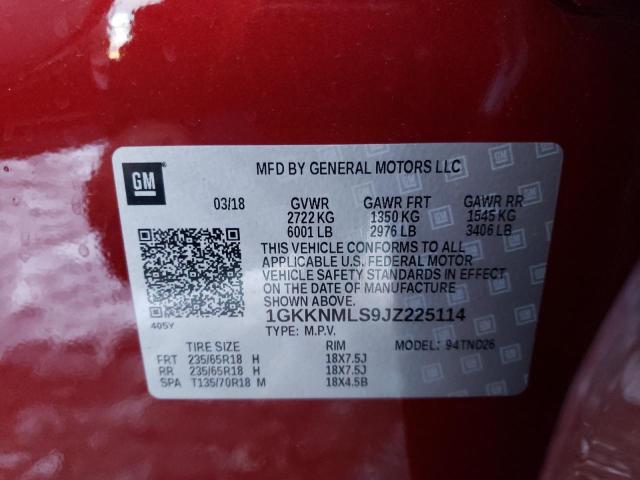 GM
MFD BY GENERAL MOTORS LLC
03/18 GVWR GAWR FRT GAWR RR
2722 KG 1350 KG 1545 KG
6001 LB 2976 LB 3406 LB
THIS VEHICLE CONFORMS TO ALL
APPLICABLE U.S. FEDERAL MOTOR
VEHICLE SAFETY STANDARDS IN EFFECT
ON THE DATE OF MANUFACTURE
SHOWN ABOVE.
1GKKNMLS9JZ225114
405Y
TYPE: M.P.V.
TIRE SIZE RIM MODEL: 94TNO26
FRT 235/65R18 H 18X7.5J
RR 235/65R18 H 18X7.5J
SPA T135/70R18 M 18X4.5B